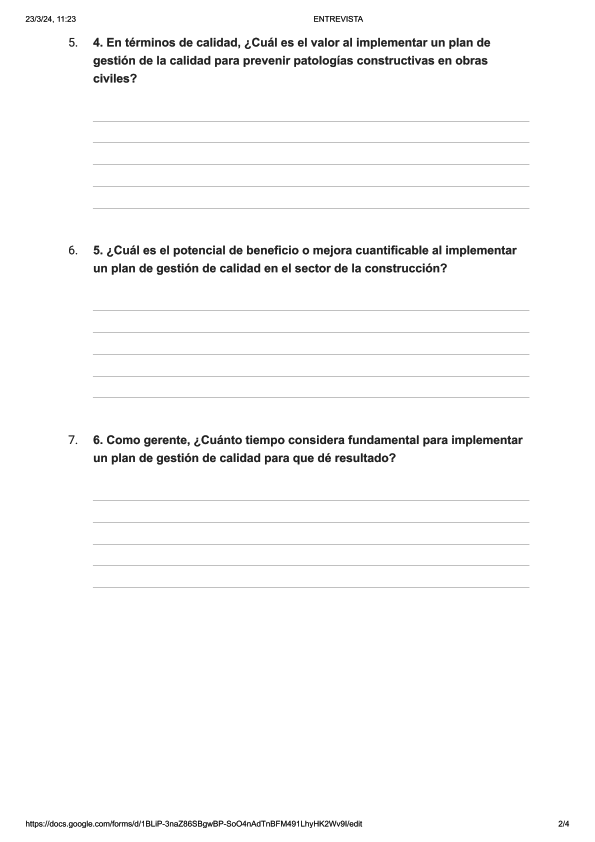 23/3/24, 11:23 ENTREVISTA
5. 4. En términos de calidad, ¿Cuál es el valor al implementar un plan de
gestión de la calidad para prevenir patologías constructivas en obras
civiles?
6. 5. ¿Cuál es el potencial de beneficio o mejora cuantificable al implementar
un plan de gestión de calidad en el sector de la construcción?
7. 6. Como gerente, ¿Cuánto tiempo considera fundamental para implementar
un plan de gestión de calidad para que dé resultado?
https://docs.google.com/forms/d/1BLiP-3naZ86SBgwBP-SoO4nAdTnBFM491LhyHK2Wv9I/edit 2/4